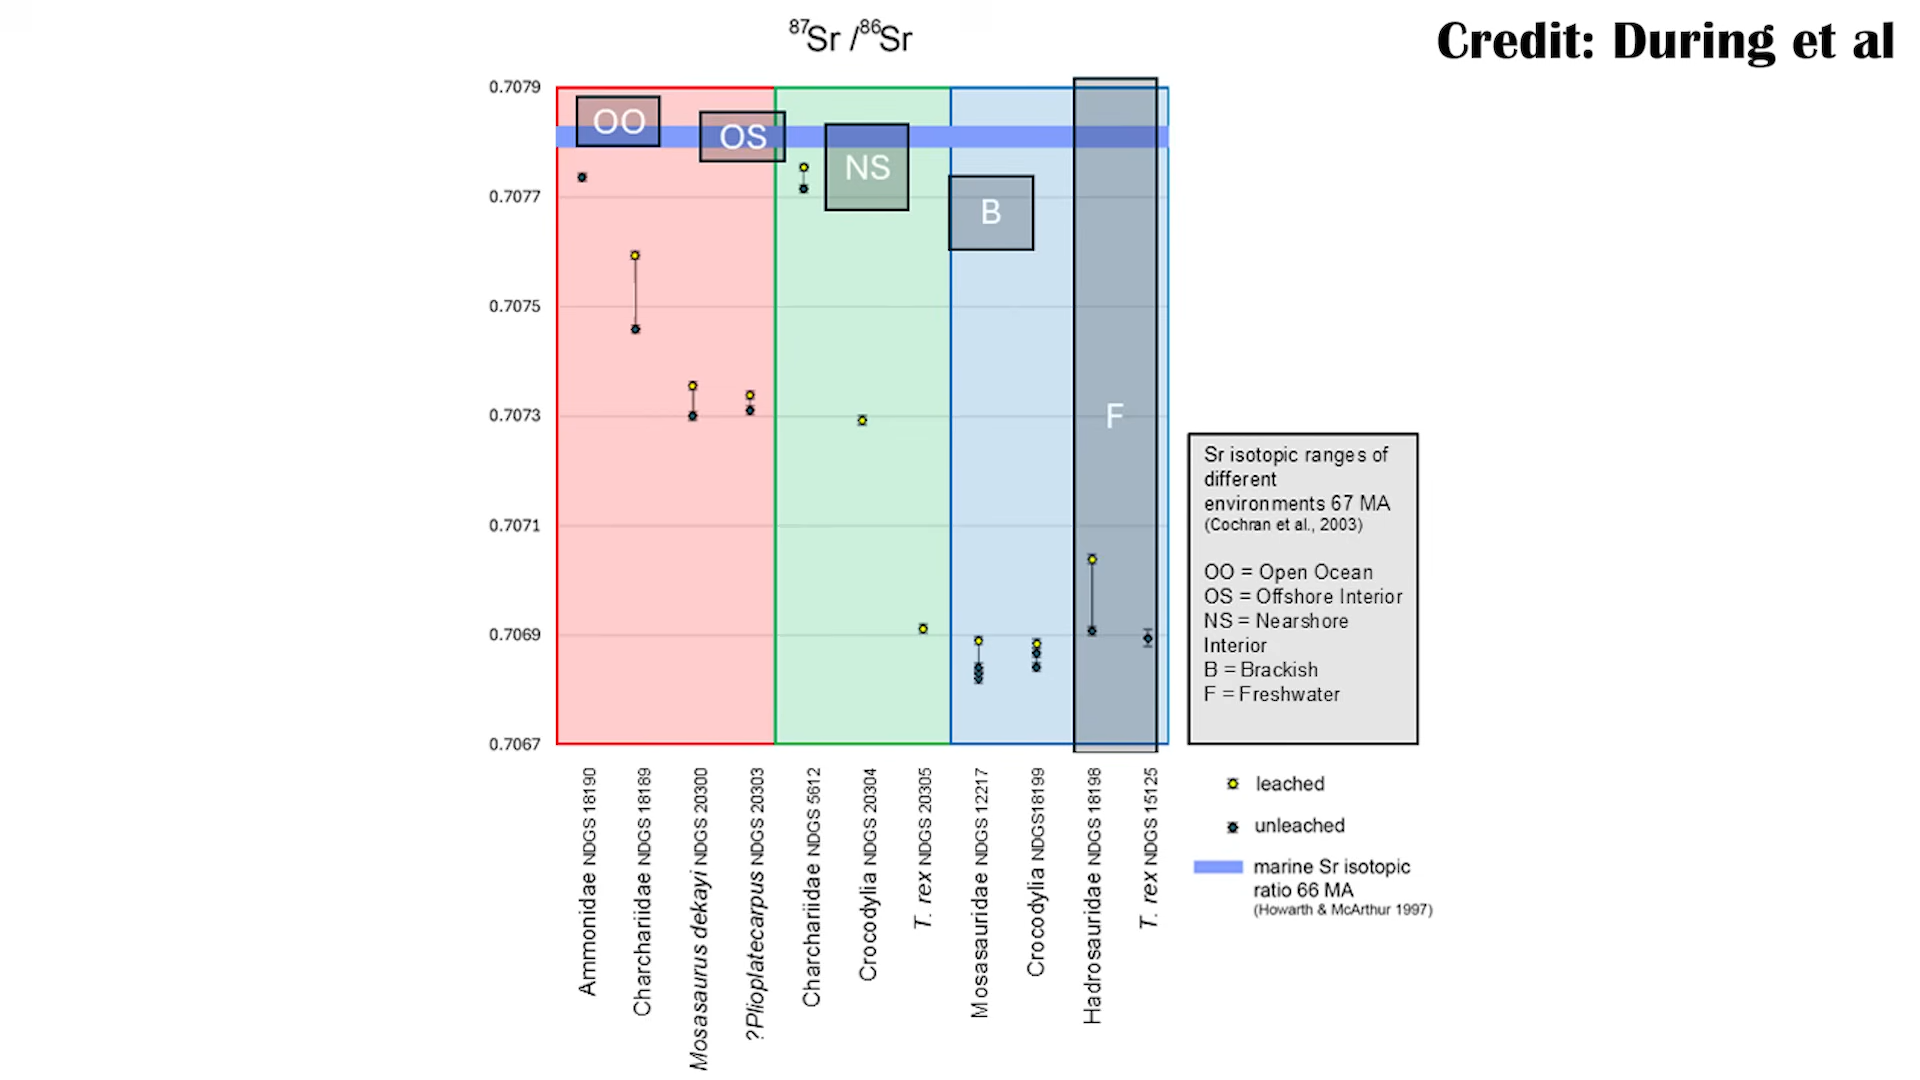 ⁸⁷Sr /⁸⁶Sr
Credit: During et al
0.7079
0.7077
0.7075
0.7073
0.7071
0.7069
0.7067
OO
OS
NS
B
F
Sr isotopic ranges of
different
environments 67 MA
(Cochran et al., 2003)
OO = Open Ocean
OS = Offshore Interior
NS = Nearshore
Interior
B = Brackish
F = Freshwater
leached
unleached
marine Sr isotopic
ratio 66 MA
(Howarth & McArthur 1997)
Ammonidae NDGS 18190
Charchariidae NDGS 18189
Mosasaurus dekayi NDGS 20300
?Plioplatecarpus NDGS 20303
Charchariidae NDGS 5612
Crocodylia NDGS 20304
T. rex NDGS 20305
Mosasauridae NDGS 12217
Crocodylia NDGS18199
Hadrosauridae NDGS 18198
T. rex NDGS 15125